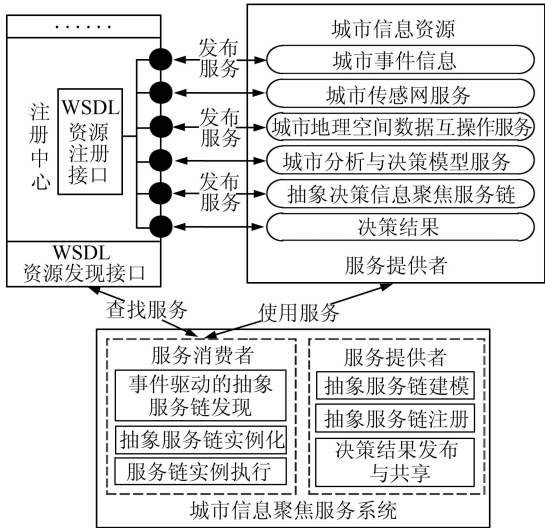 ……
注册中心
WSDL
资源
注册
接口
WSDL
资源发现接口
发布
服务
发布
服务
发布
服务
城市信息资源
城市事件信息
城市传感网服务
城市地理空间数据互操作服务
城市分析与决策模型服务
抽象决策信息聚焦服务链
决策结果
服务提供者
查找服务
使用服务
服务消费者
事件驱动的抽象
服务链发现
抽象服务链实例化
服务链实例执行
服务提供者
抽象服务链建模
抽象服务链注册
决策结果发布
与共享
城市信息聚焦服务系统